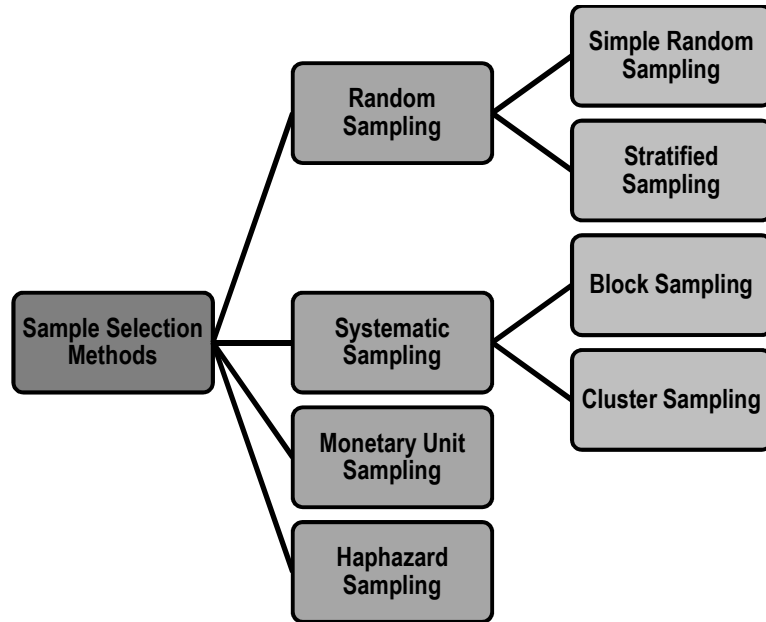 Simple Random
Sampling
Random
Sampling
Stratified
Sampling
Block Sampling
Sample Selection
Methods
Systematic
Sampling
Cluster Sampling
Monetary Unit
Sampling
Haphazard
Sampling